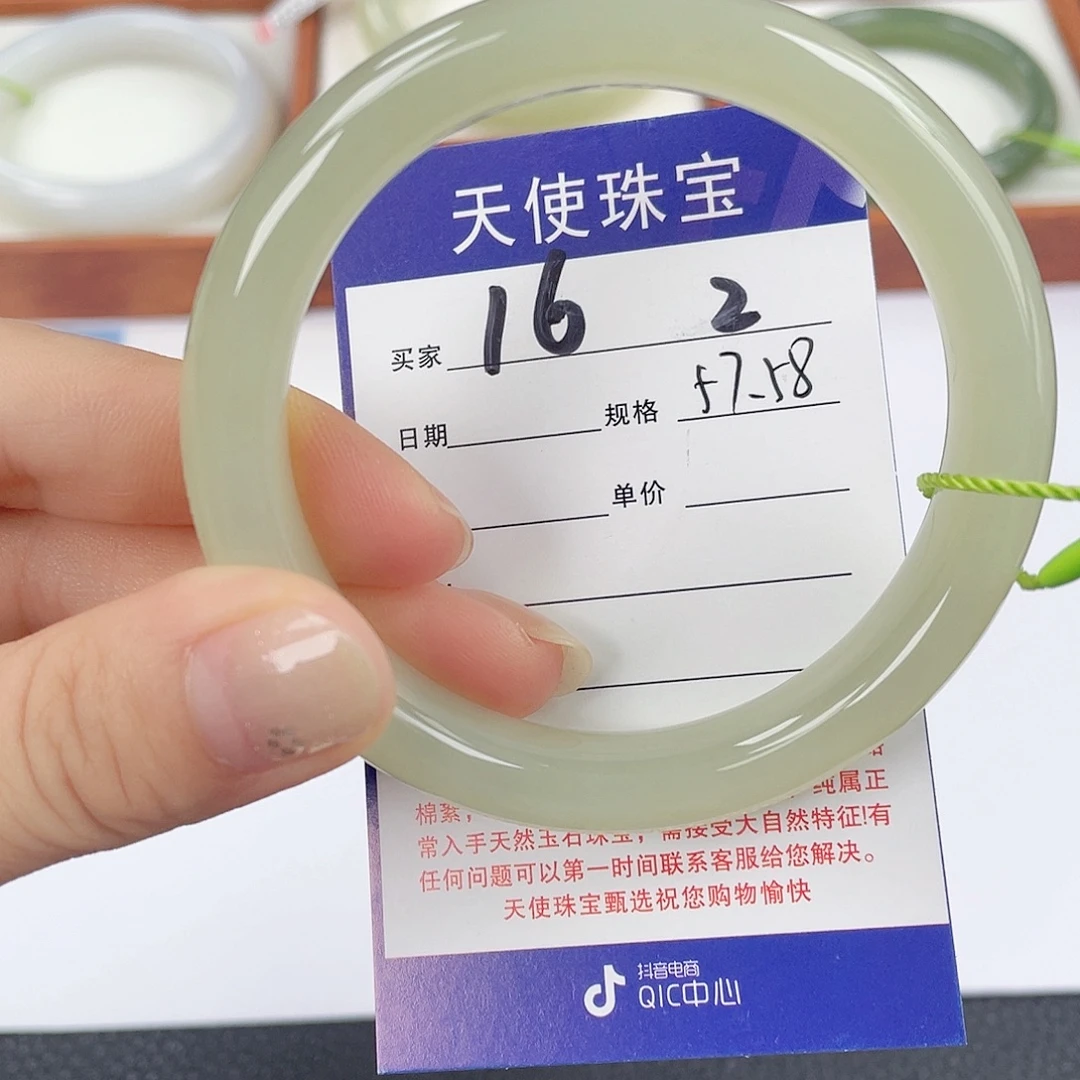 天使珠宝
买家 16 2
日期 规格 57-58
单价
棉絮, 纯属正
常入手天然玉石珠宝，需接受大自然特征!有
任何问题可以第一时间联系客服给您解决。
天使珠宝甄选祝您购物愉快
抖音电商
QIC中心